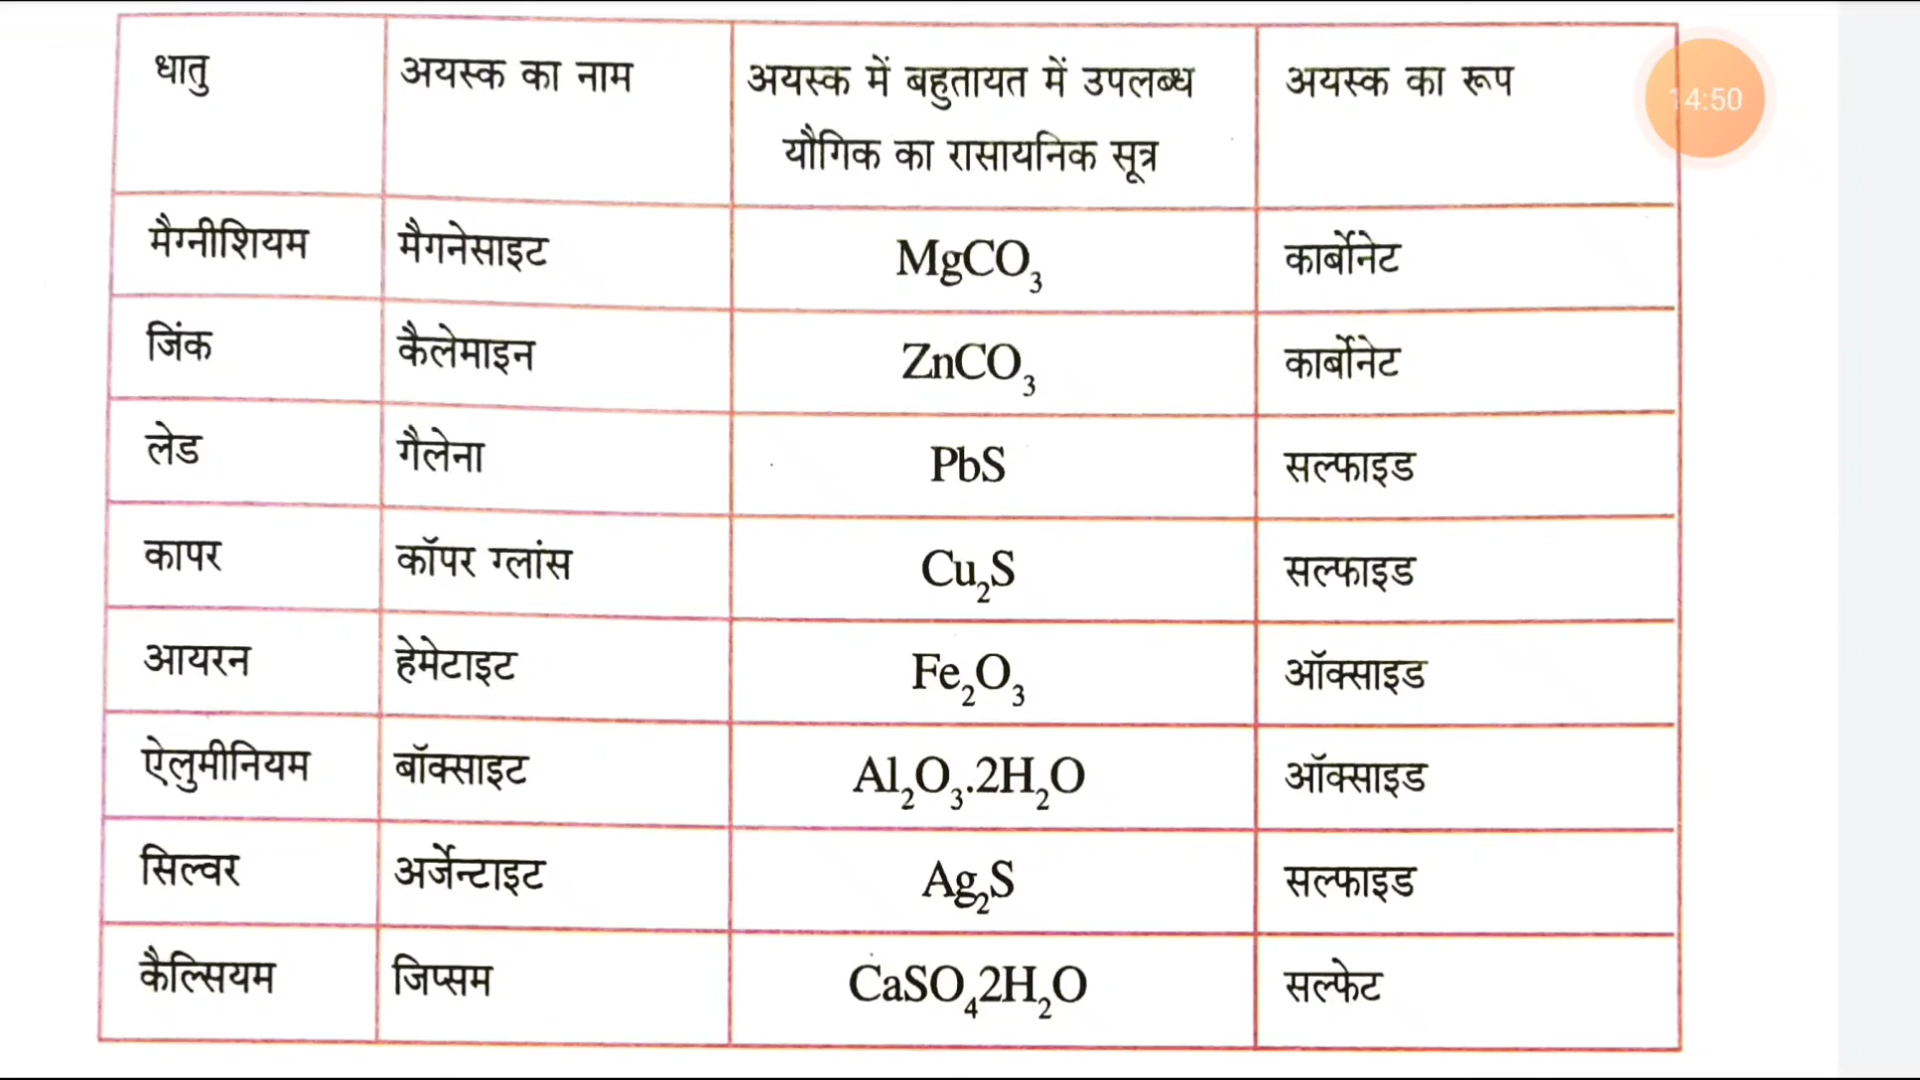 धातु अयस्क का नाम अयस्क में बहुतायत में उपलब्ध अयस्क का रूप
यौगिक का रासायनिक सूत्र
14:50
मैग्नीशियम मैगनेसाइट MgCO₃ कार्बोनेट
जिंक कैलेमाइन ZnCO₃ कार्बोनेट
लेड गैलेना PbS सल्फाइड
कापर कॉपर ग्लांस Cu₂S सल्फाइड
आयरन हेमेटाइट Fe₂O₃ ऑक्साइड
ऐलुमीनियम बॉक्साइट Al₂O₃.2H₂O ऑक्साइड
सिल्वर अर्जेन्टाइट Ag₂S सल्फाइड
कैल्सियम जिप्सम CaSO₄2H₂O सल्फेट